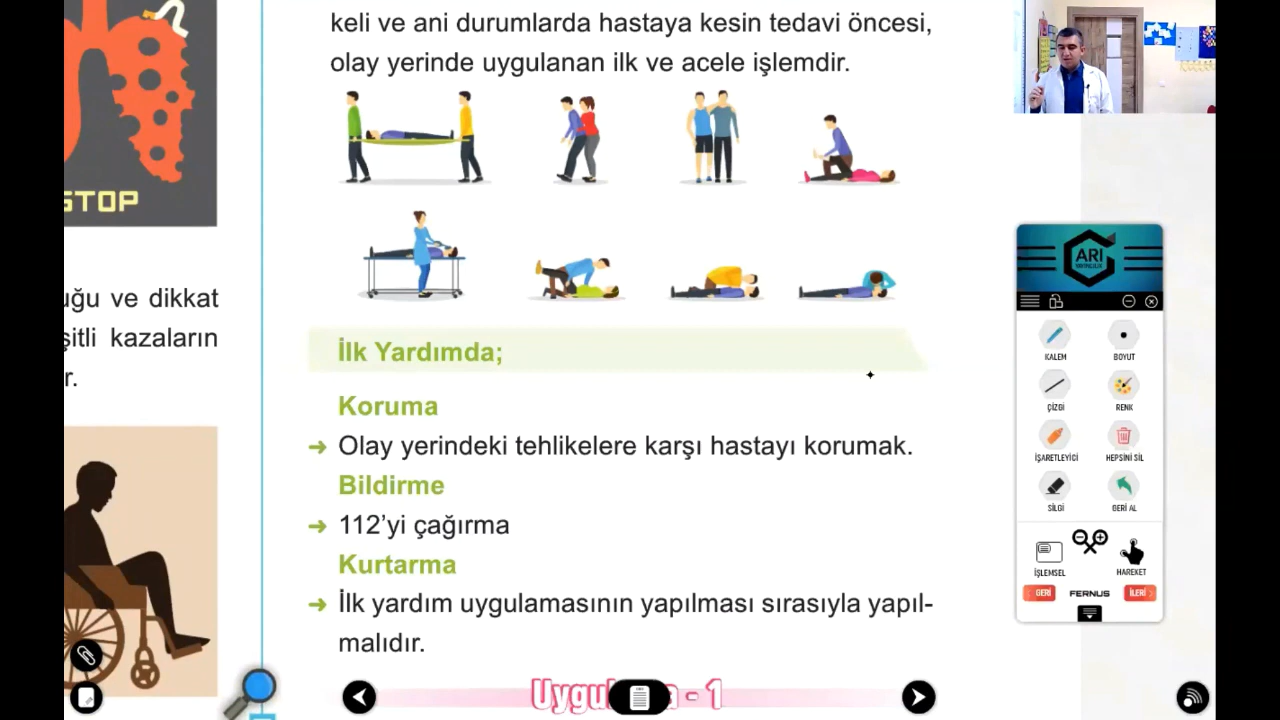 keli ve ani durumlarda hastaya kesin tedavi öncesi,
olay yerinde uygulanan ilk ve acele işlemdir.
STOP
uğu ve dikkat
şitli kazaların
r.
İlk Yardımda;
Koruma
➜ Olay yerindeki tehlikelere karşı hastayı korumak.
Bildirme
➜ 112'yi çağırma
Kurtarma
➜ İlk yardım uygulamasının yapılması sırasıyla yapıl-
malıdır.
- 1
ARI
KALEM
BOYUT
ÇİZGİ
RENK
İŞARETLEYİCİ
HEPSİNİ SİL
SİLGİ
GERİ AL
İŞLEMSEL
HAREKET
GERİ
FERNUS
İLERİ